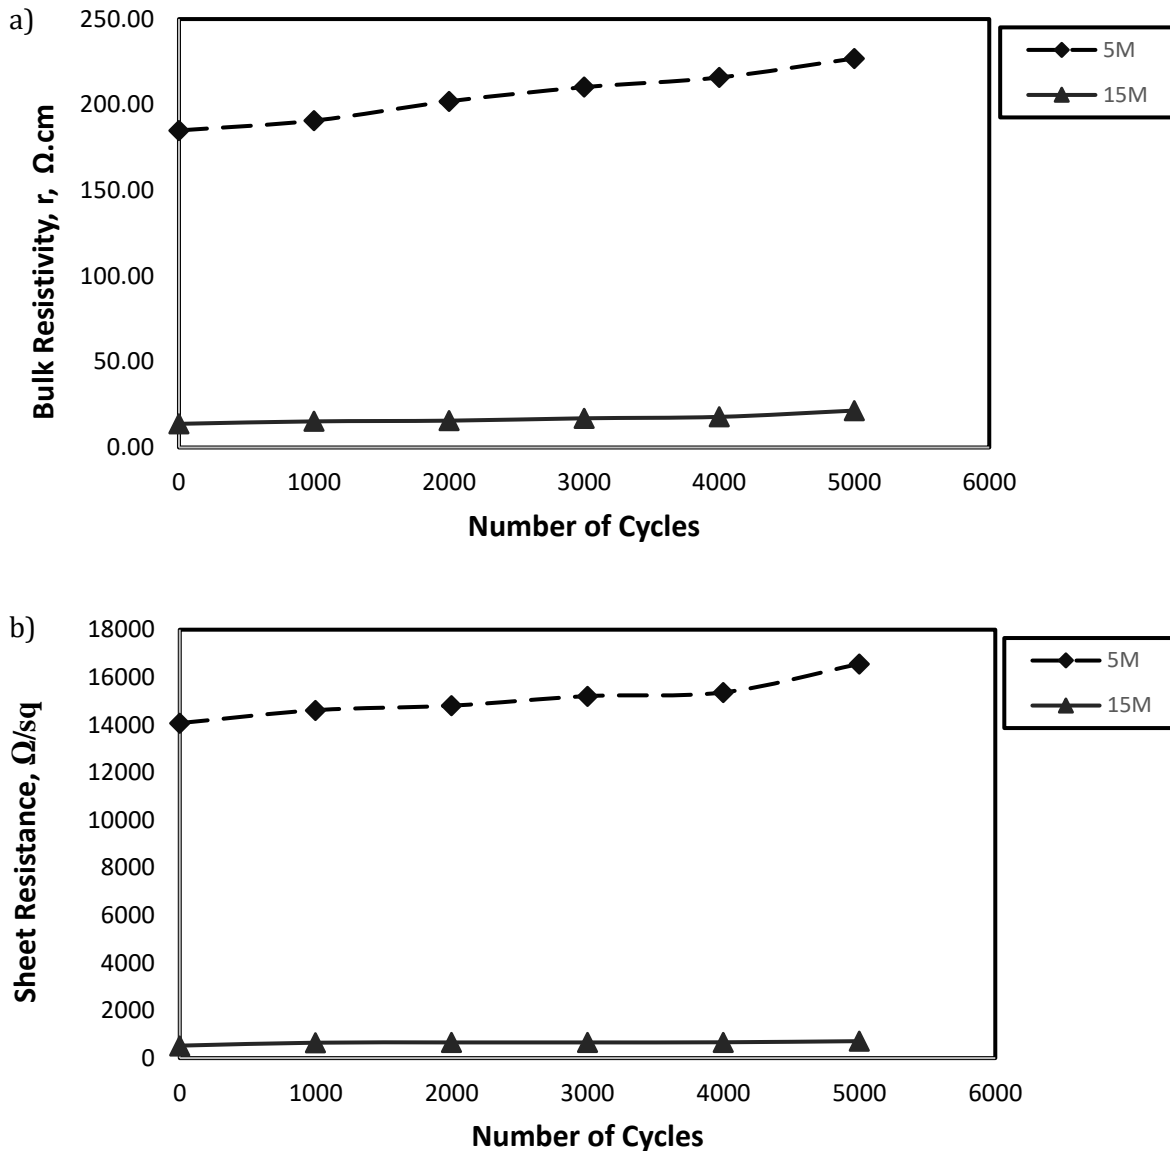 a)
250.00
200.00
150.00
100.00
50.00
0.00
Bulk Resistivity, r, Ω.cm
0 1000 2000 3000 4000 5000 6000
Number of Cycles
5M
15M
b)
18000
16000
14000
12000
10000
8000
6000
4000
2000
0
Sheet Resistance, Ω/sq
0 1000 2000 3000 4000 5000 6000
Number of Cycles
5M
15M